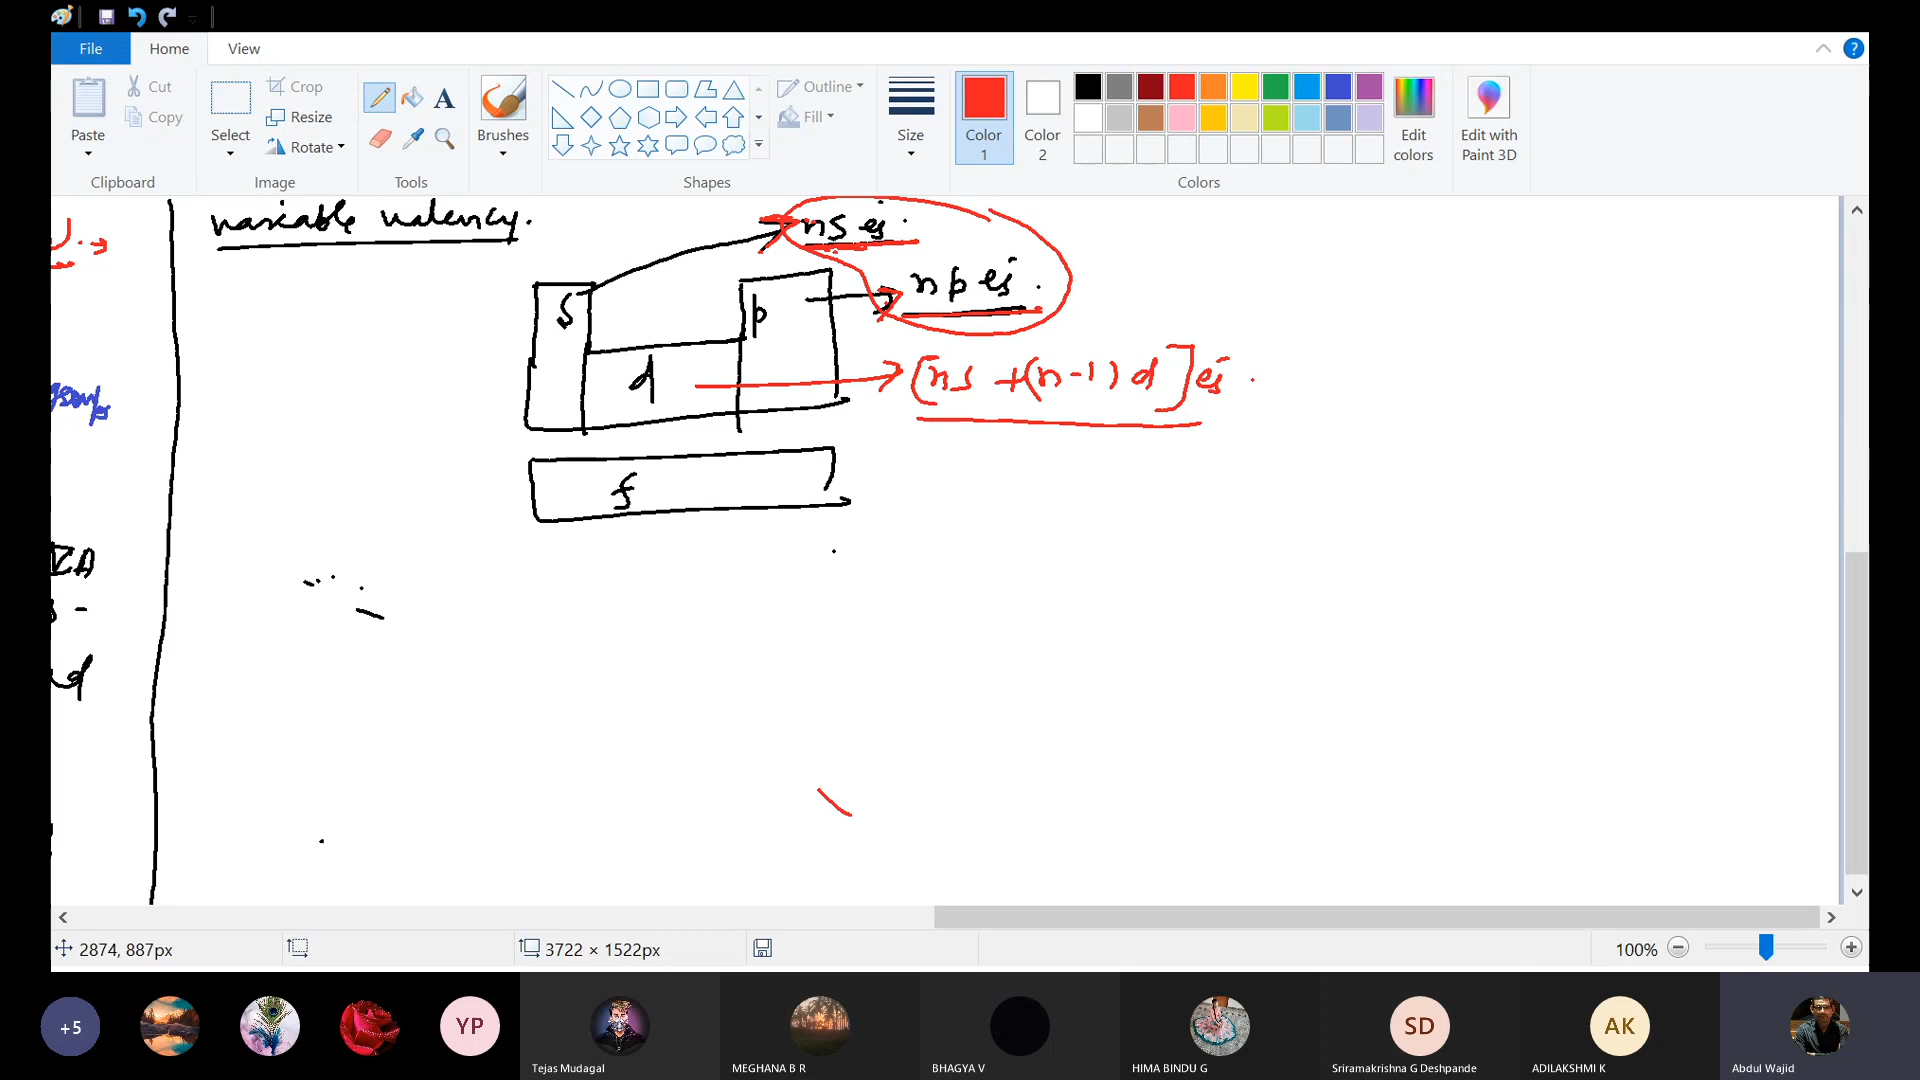 File Home View
Paste Cut Copy Select Crop Resize Rotate A Brushes Outline Fill Size Color 1 Color 2 Edit colors Edit with Paint 3D
Clipboard Image Tools Shapes Colors
variable valency.
ns es.
s p np es.
d [ns + (n-1) d] es.
f
2874, 887px 3722 × 1522px 100%
+5 YP SD AK
Tejas Mudagal MEGHANA B R BHAGYA V HIMA BINDU G Sriramakrishna G Deshpande ADILAKSHMI K Abdul Wajid